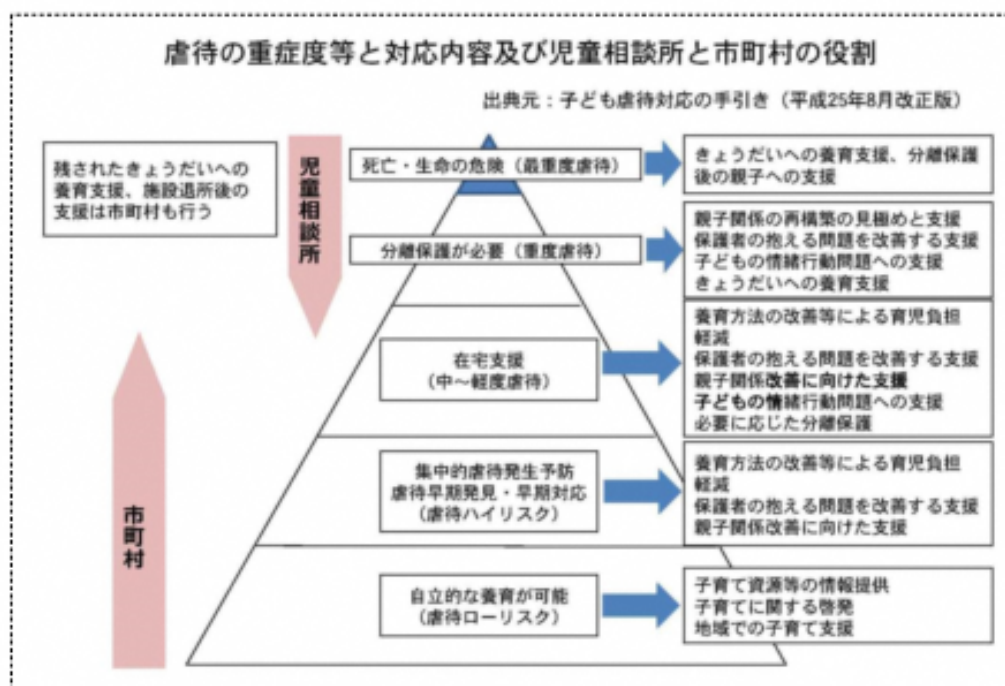 虐待の重症度等と対応内容及び児童相談所と市町村の役割
出典元：子ども虐待対応の手引き（平成25年8月改正版）
残されたきょうだいへの
養育支援、施設退所後の
支援は市町村も行う
児童相談所
死亡・生命の危険（最重度虐待）
きょうだいへの養育支援、分離保護
後の親子への支援
分離保護が必要（重度虐待）
親子関係の再構築の見極めと支援
保護者の抱える問題を改善する支援
子どもの情緒行動問題への支援
きょうだいへの養育支援
在宅支援
（中～軽度虐待）
養育方法の改善等による育児負担
軽減
保護者の抱える問題を改善する支援
親子関係改善に向けた支援
子どもの情緒行動問題への支援
必要に応じた分離保護
市町村
集中的虐待発生予防
虐待早期発見・早期対応
（虐待ハイリスク）
養育方法の改善等による育児負担
軽減
保護者の抱える問題を改善する支援
親子関係改善に向けた支援
自立的な養育が可能
（虐待ローリスク）
子育て資源等の情報提供
子育てに関する啓発
地域での子育て支援